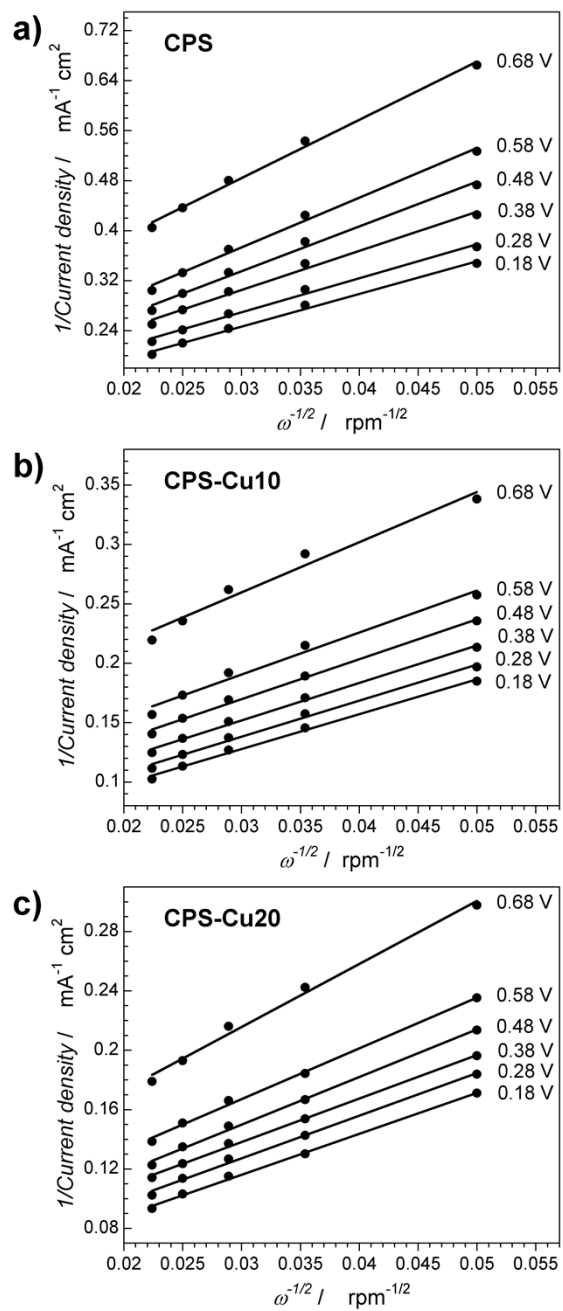 a)
CPS
0.72
0.64
0.56
0.48
0.4
0.32
0.24
1/Current density / mA⁻¹ cm²
0.68 V
0.58 V
0.48 V
0.38 V
0.28 V
0.18 V
0.02 0.025 0.03 0.035 0.04 0.045 0.05 0.055
ω⁻¹/² / rpm⁻¹/²
b)
CPS-Cu10
0.35
0.3
0.25
0.2
0.15
0.1
1/Current density / mA⁻¹ cm²
0.68 V
0.58 V
0.48 V
0.38 V
0.28 V
0.18 V
0.02 0.025 0.03 0.035 0.04 0.045 0.05 0.055
ω⁻¹/² / rpm⁻¹/²
c)
CPS-Cu20
0.28
0.24
0.2
0.16
0.12
0.08
1/Current density / mA⁻¹ cm²
0.68 V
0.58 V
0.48 V
0.38 V
0.28 V
0.18 V
0.02 0.025 0.03 0.035 0.04 0.045 0.05 0.055
ω⁻¹/² / rpm⁻¹/²